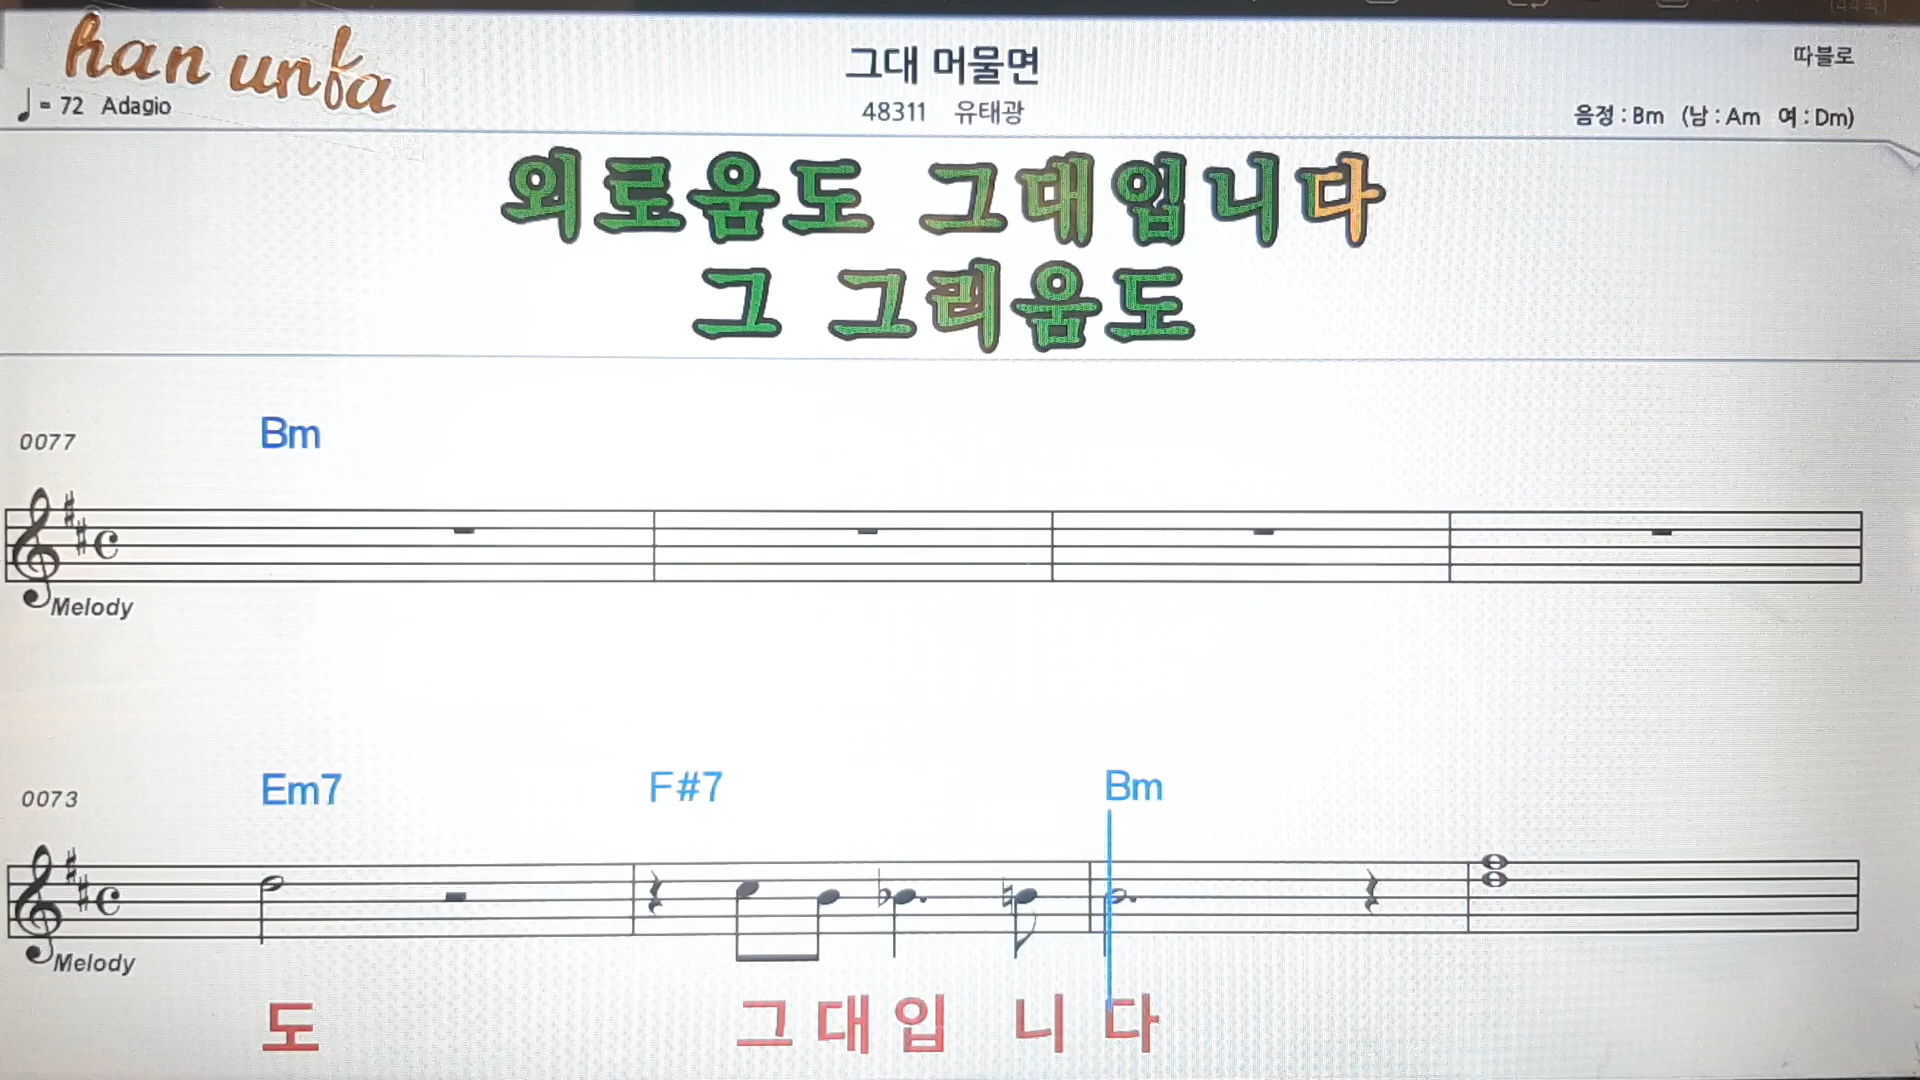 han unfa
그대 머물면
따블로
♩= 72 Adagio
48311 유태광
음정 : Bm (남 : Am 여 : Dm)
외로움도 그대입니다
그 그리움도
0077 Bm
Melody
0073 Em7 F#7 Bm
Melody
도 그대입 니 다